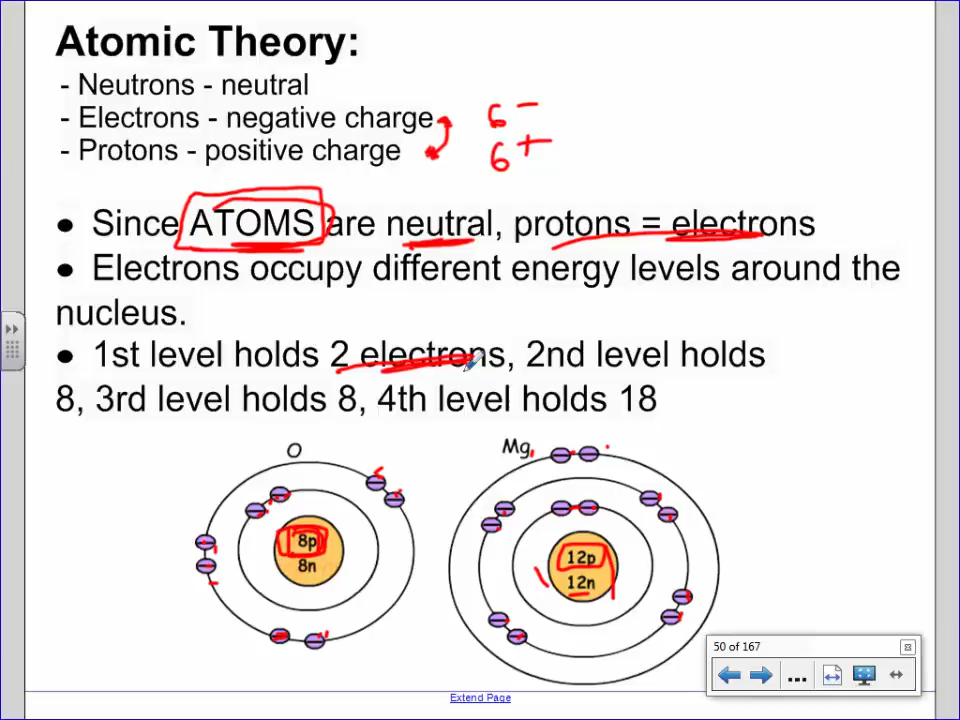 Atomic Theory:
- Neutrons - neutral
- Electrons - negative charge
6 −
- Protons - positive charge
6 +
• Since ATOMS are neutral, protons = electrons
• Electrons occupy different energy levels around the
nucleus.
• 1st level holds 2 electrons, 2nd level holds
8, 3rd level holds 8, 4th level holds 18
O
Mg
8p
8n
12p
12n
50 of 167
...
Extend Page